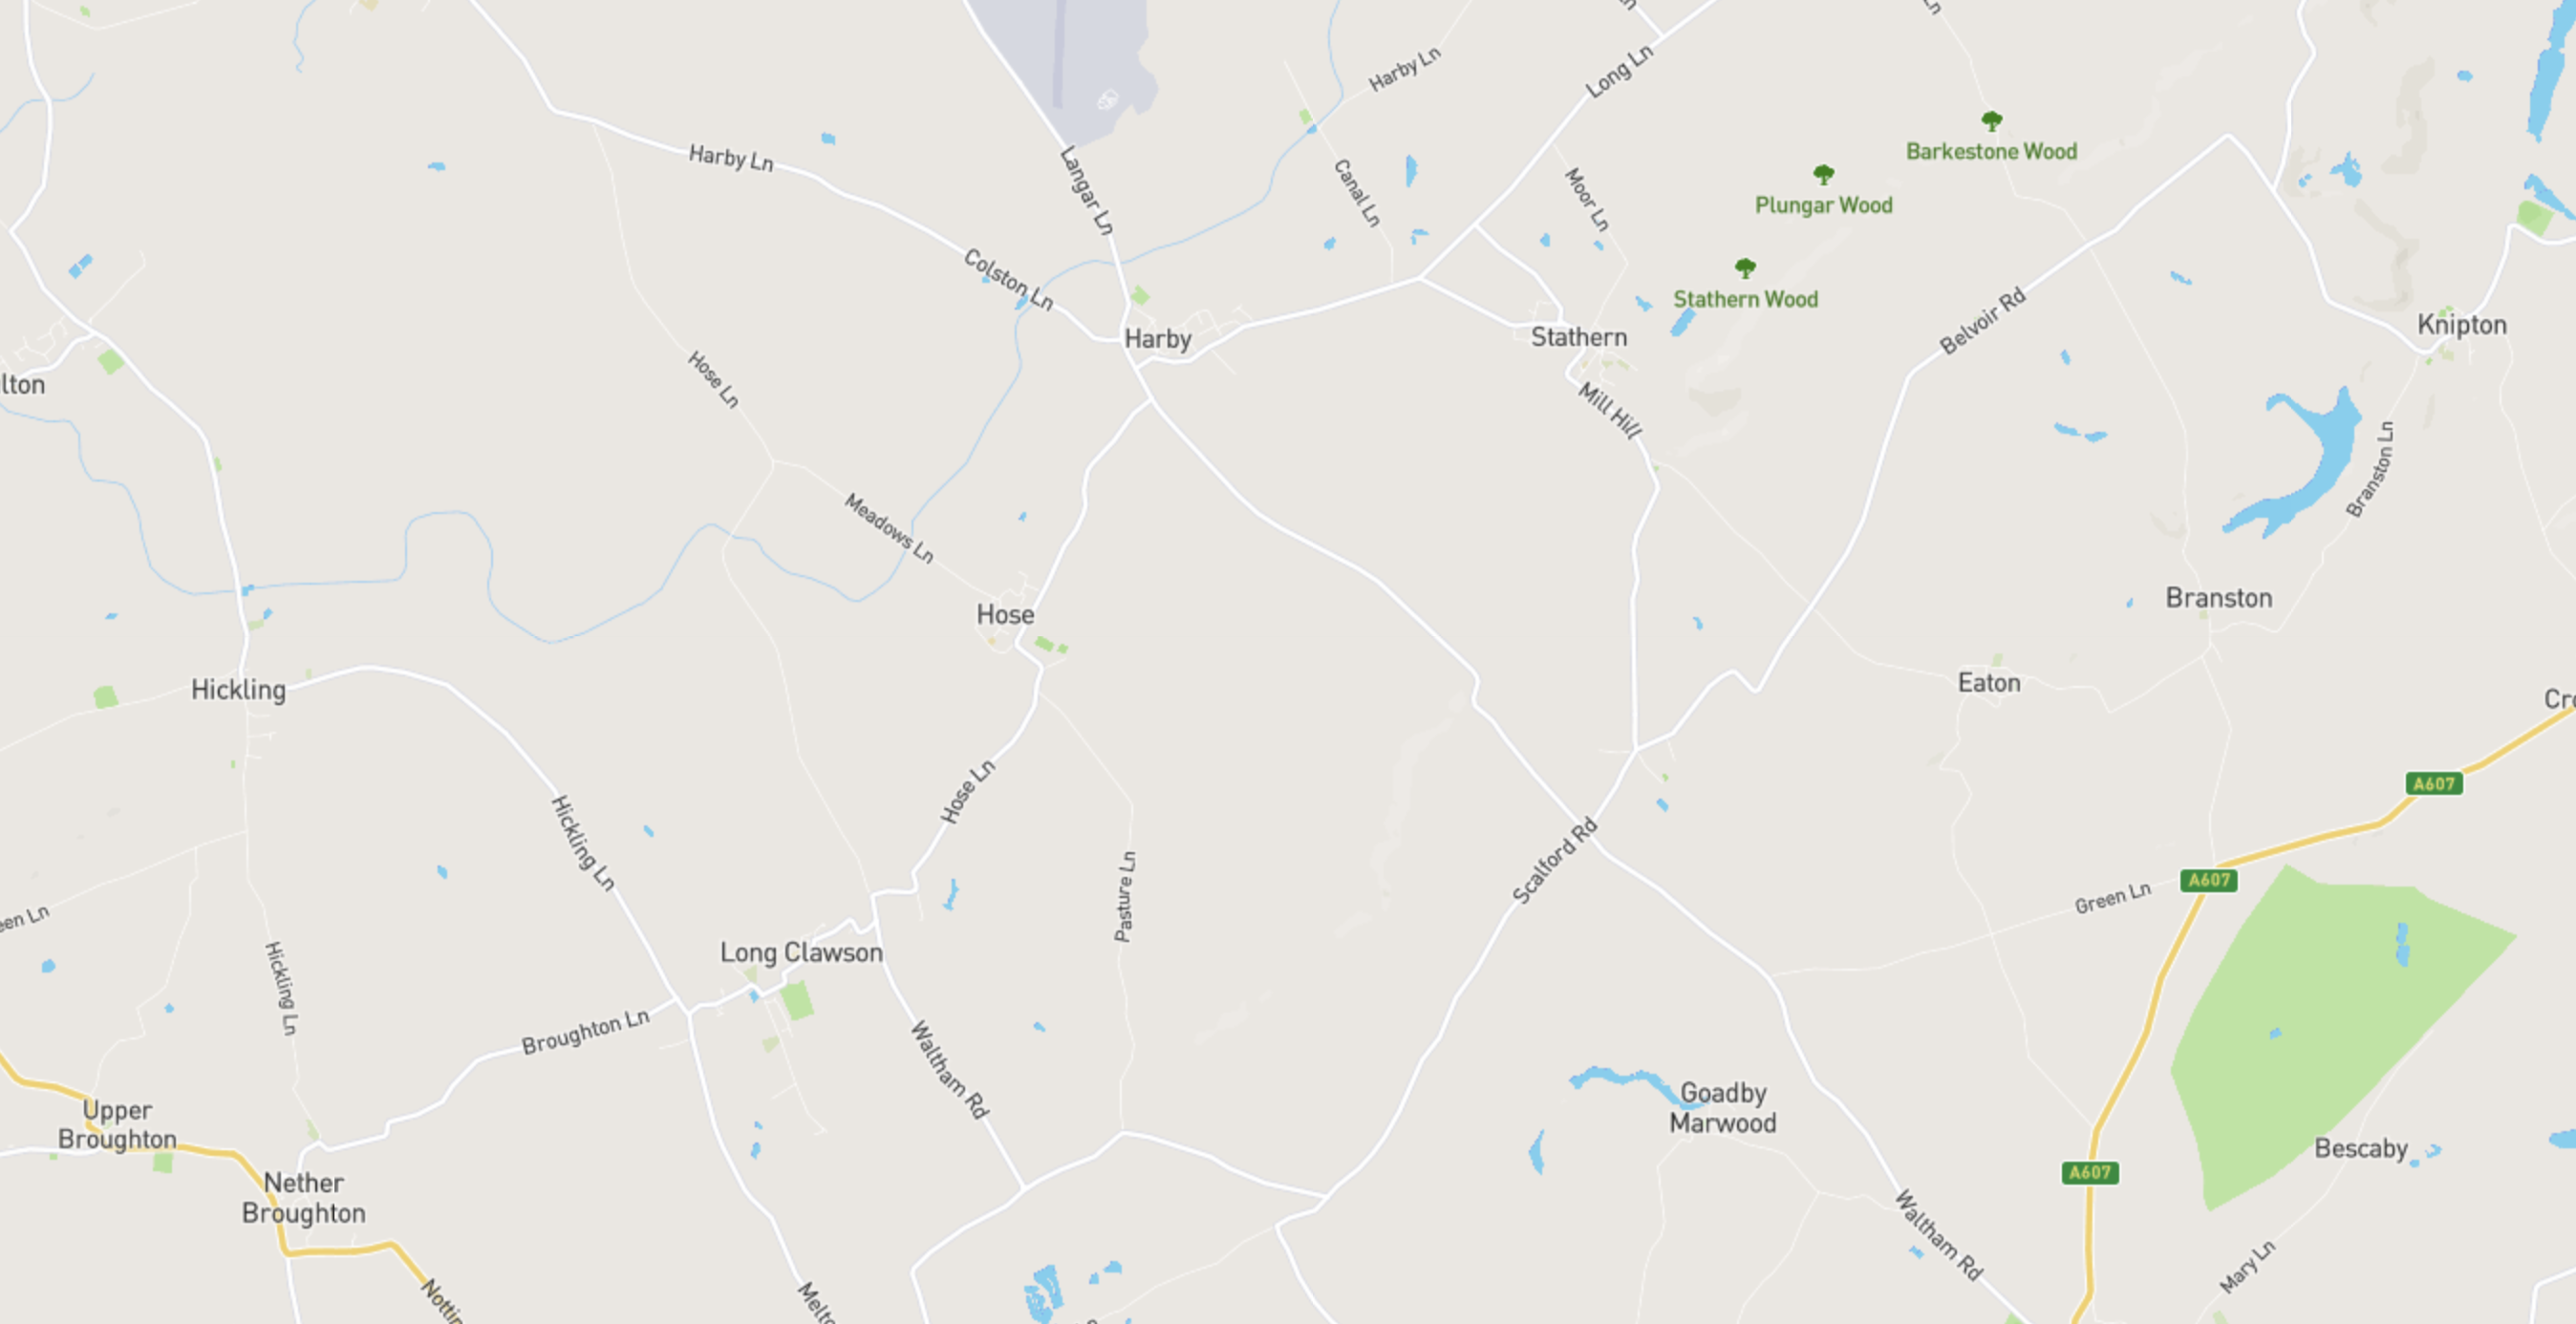 Harby Ln
Long Ln
Barkestone Wood
Harby Ln
Langar Ln
Canal Ln
Moor Ln
Plungar Wood
Colston Ln
Stathern Wood
Belvoir Rd
Knipton
Harby
Stathern
lton
Hose Ln
Mill Hill
Branston Ln
Meadows Ln
Branston
Hose
Hickling
Eaton
Cro
A607
Hose Ln
Hickling Ln
Scalford Rd
A607
Green Ln
Pasture Ln
een Ln
Long Clawson
Hickling Ln
Broughton Ln
Waltham Rd
Goadby
Marwood
Upper
Broughton
Bescaby
A607
Nether
Broughton
Waltham Rd
Mary Ln
Nottin
Melto